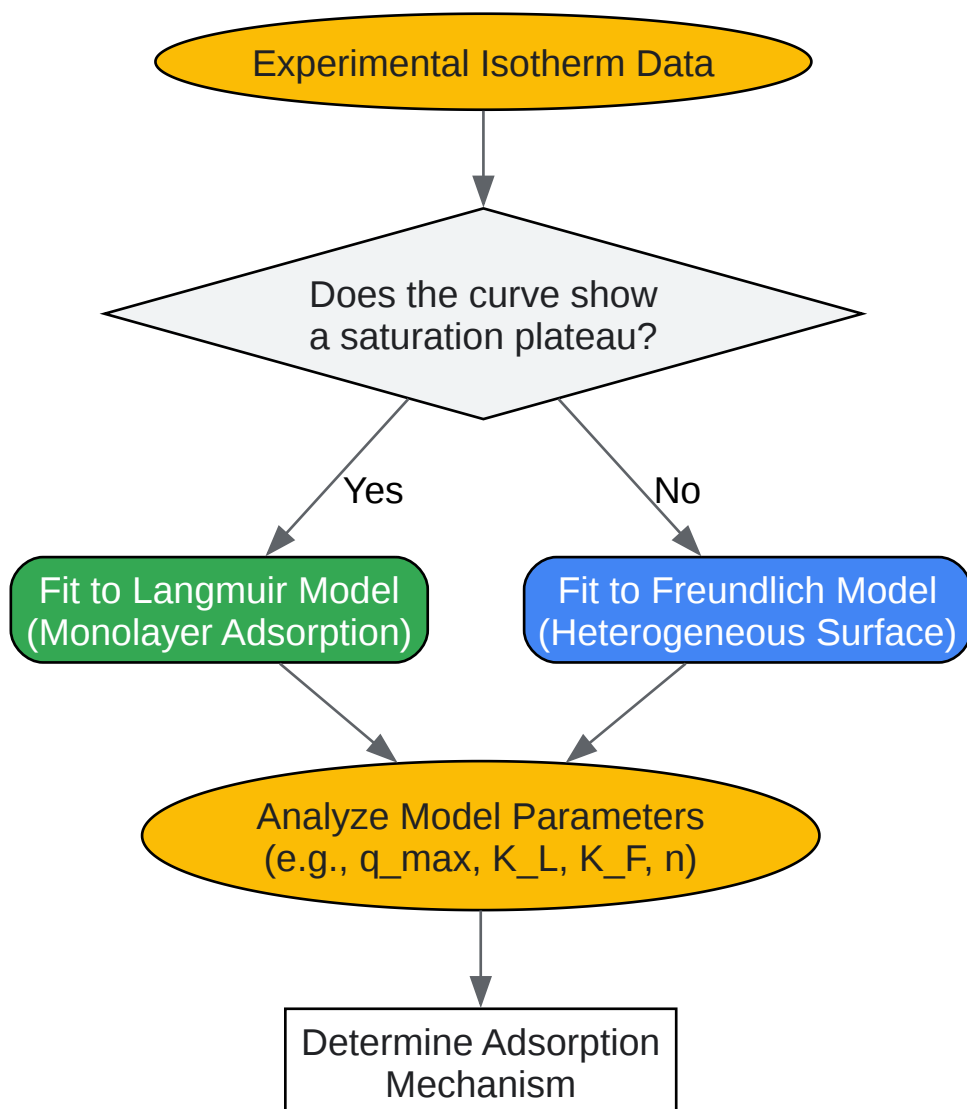 Experimental Isotherm Data
Does the curve show
a saturation plateau?
Yes
No
Fit to Langmuir Model
(Monolayer Adsorption)
Fit to Freundlich Model
(Heterogeneous Surface)
Analyze Model Parameters
(e.g., q_max, K_L, K_F, n)
Determine Adsorption
Mechanism